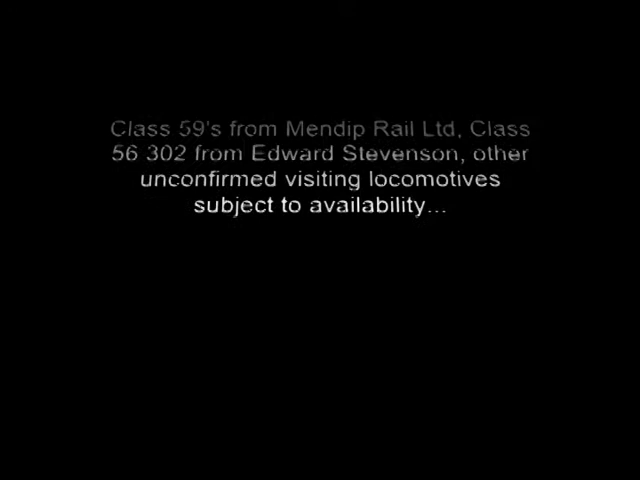 Class 59's from Mendip Rail Ltd, Class
56 302 from Edward Stevenson, other
unconfirmed visiting locomotives
subject to availability...